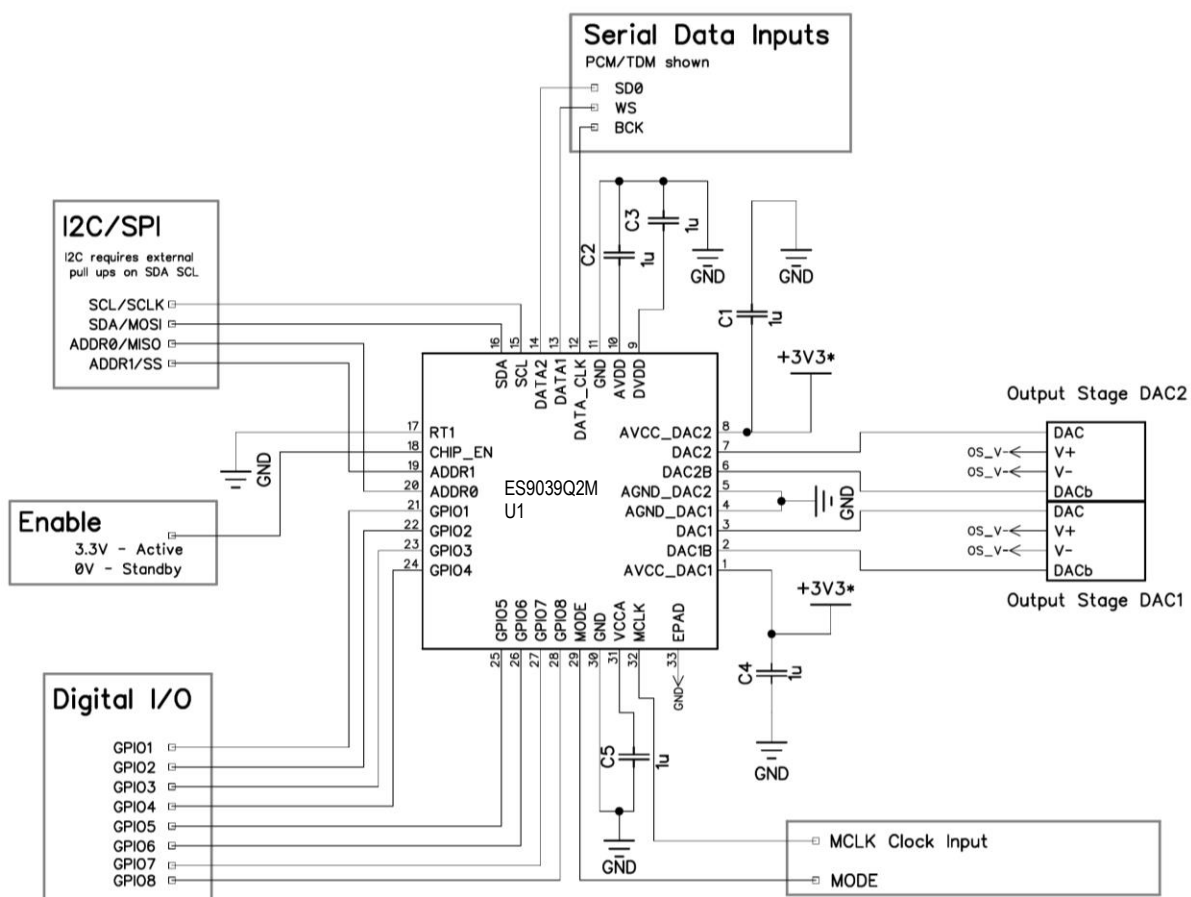 Serial Data Inputs
PCM/TDM shown
SD0
WS
BCK
I2C/SPI
I2C requires external
pull ups on SDA SCL
SCL/SCLK
SDA/MOSI
ADDR0/MISO
ADDR1/SS
C3
1u
C2
1u
GND
GND
C1
1u
+3V3*
16
15
14
13
12
11
10
9
SDA
SCL
DATA2
DATA1
DATA_CLK
GND
AVDD
DVDD
17 RT1
18 CHIP_EN
19 ADDR1
20 ADDR0
21 GPIO1
22 GPIO2
23 GPIO3
24 GPIO4
GND
ES9039Q2M
U1
AVCC_DAC2 8
DAC2 7
DAC2B 6
AGND_DAC2 5
AGND_DAC1 4
DAC1 3
DAC1B 2
AVCC_DAC1 1
GND
Output Stage DAC2
DAC
OS_V- V+
OS_V- V-
DACb
DAC
OS_V- V+
OS_V- V-
DACb
Output Stage DAC1
Enable
3.3V - Active
0V - Standby
GPIO5
GPIO6
GPIO7
GPIO8
MODE
GND
VCCA
MCLK
EPAD
25
26
27
28
29
30
31
32
33
GND
+3V3*
C4
1u
GND
C5
1u
GND
Digital I/O
GPIO1
GPIO2
GPIO3
GPIO4
GPIO5
GPIO6
GPIO7
GPIO8
MCLK Clock Input
MODE